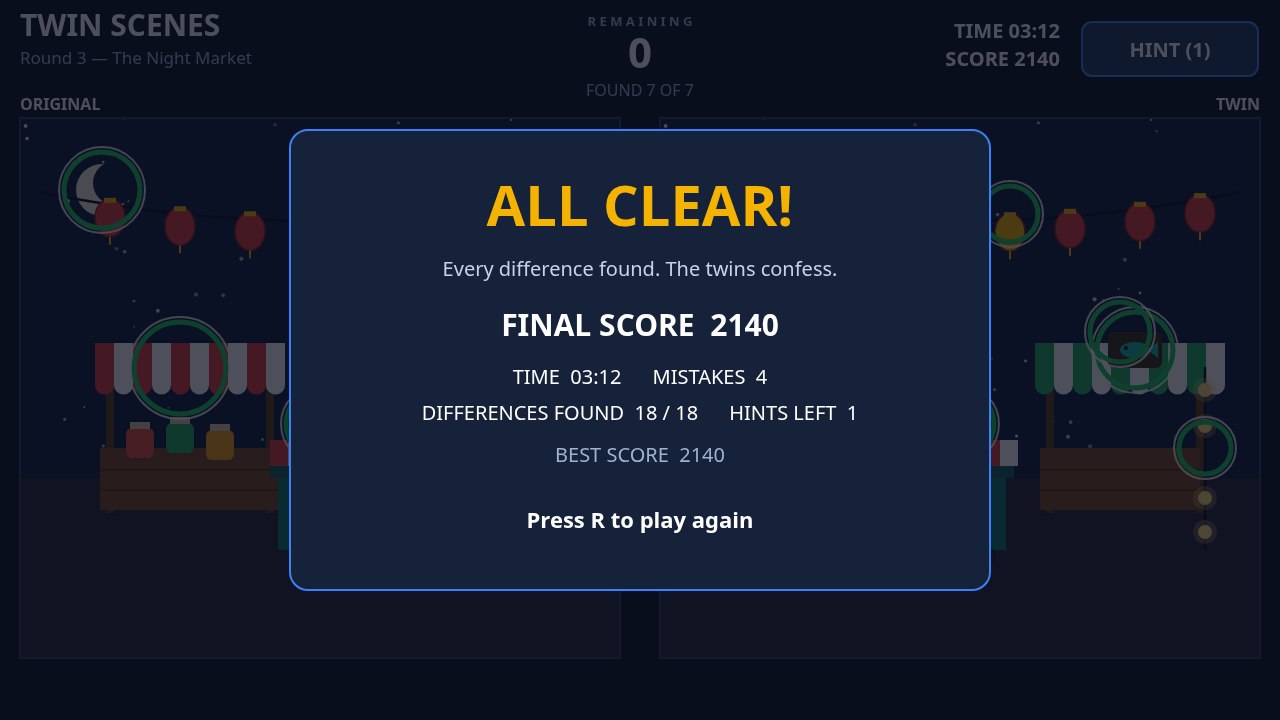 TWIN SCENES
Round 3 — The Night Market
REMAINING
0
FOUND 7 OF 7
TIME 03:12
SCORE 2140
HINT (1)
ORIGINAL
TWIN
ALL CLEAR!
Every difference found. The twins confess.
FINAL SCORE 2140
TIME 03:12 MISTAKES 4
DIFFERENCES FOUND 18 / 18 HINTS LEFT 1
BEST SCORE 2140
Press R to play again